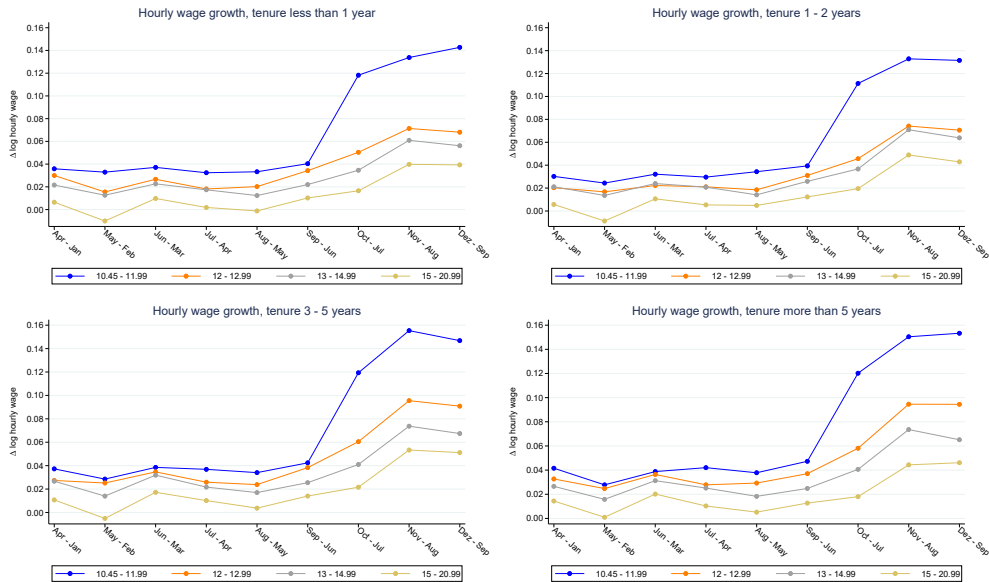 Hourly wage growth, tenure less than 1 year
Δ log hourly wage
0.16
0.14
0.12
0.10
0.08
0.06
0.04
0.02
0.00
Apr - Jan
May - Feb
Jun - Mar
Jul - Apr
Aug - May
Sep - Jun
Oct - Jul
Nov - Aug
Dez - Sep
10.45 - 11.99 12 - 12.99 13 - 14.99 15 - 20.99
Hourly wage growth, tenure 1 - 2 years
Δ log hourly wage
0.16
0.14
0.12
0.10
0.08
0.06
0.04
0.02
0.00
Apr - Jan
May - Feb
Jun - Mar
Jul - Apr
Aug - May
Sep - Jun
Oct - Jul
Nov - Aug
Dez - Sep
10.45 - 11.99 12 - 12.99 13 - 14.99 15 - 20.99
Hourly wage growth, tenure 3 - 5 years
Δ log hourly wage
0.16
0.14
0.12
0.10
0.08
0.06
0.04
0.02
0.00
Apr - Jan
May - Feb
Jun - Mar
Jul - Apr
Aug - May
Sep - Jun
Oct - Jul
Nov - Aug
Dez - Sep
10.45 - 11.99 12 - 12.99 13 - 14.99 15 - 20.99
Hourly wage growth, tenure more than 5 years
Δ log hourly wage
0.16
0.14
0.12
0.10
0.08
0.06
0.04
0.02
0.00
Apr - Jan
May - Feb
Jun - Mar
Jul - Apr
Aug - May
Sep - Jun
Oct - Jul
Nov - Aug
Dez - Sep
10.45 - 11.99 12 - 12.99 13 - 14.99 15 - 20.99